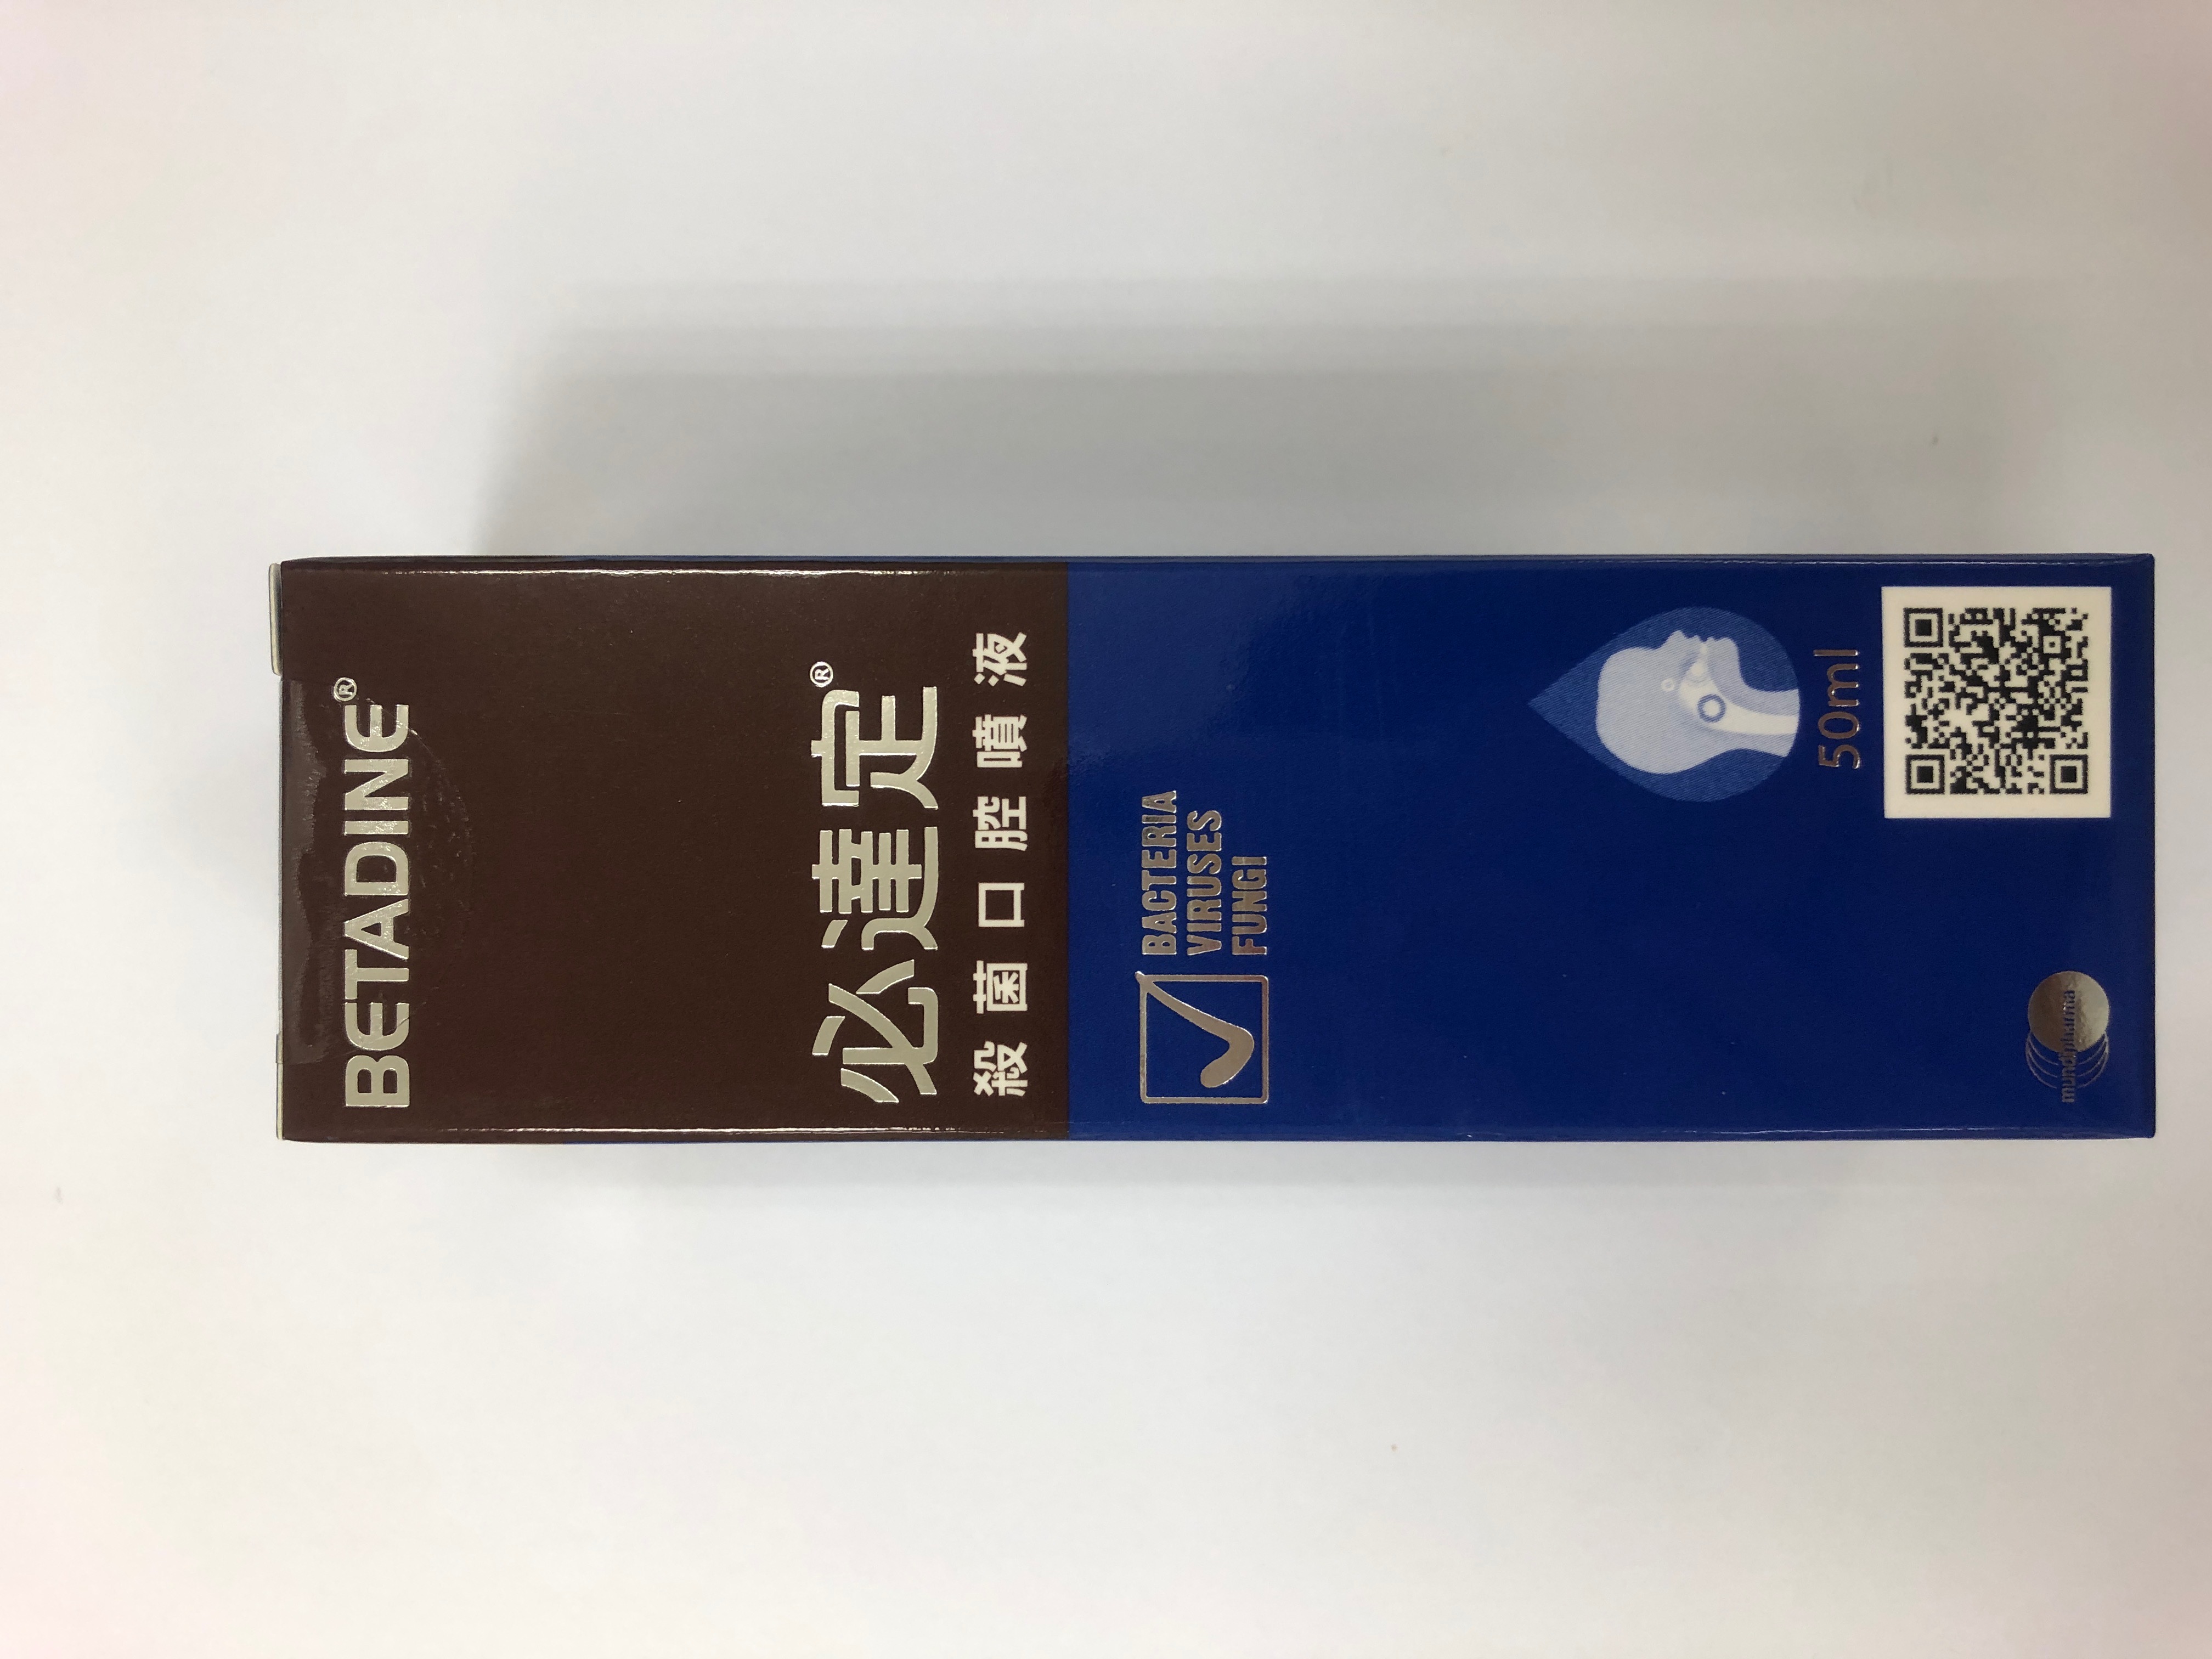 BETADINE®
必達定®
殺菌口腔噴液
BACTERIA
VIRUSES
FUNGI
50ml
mundipharma